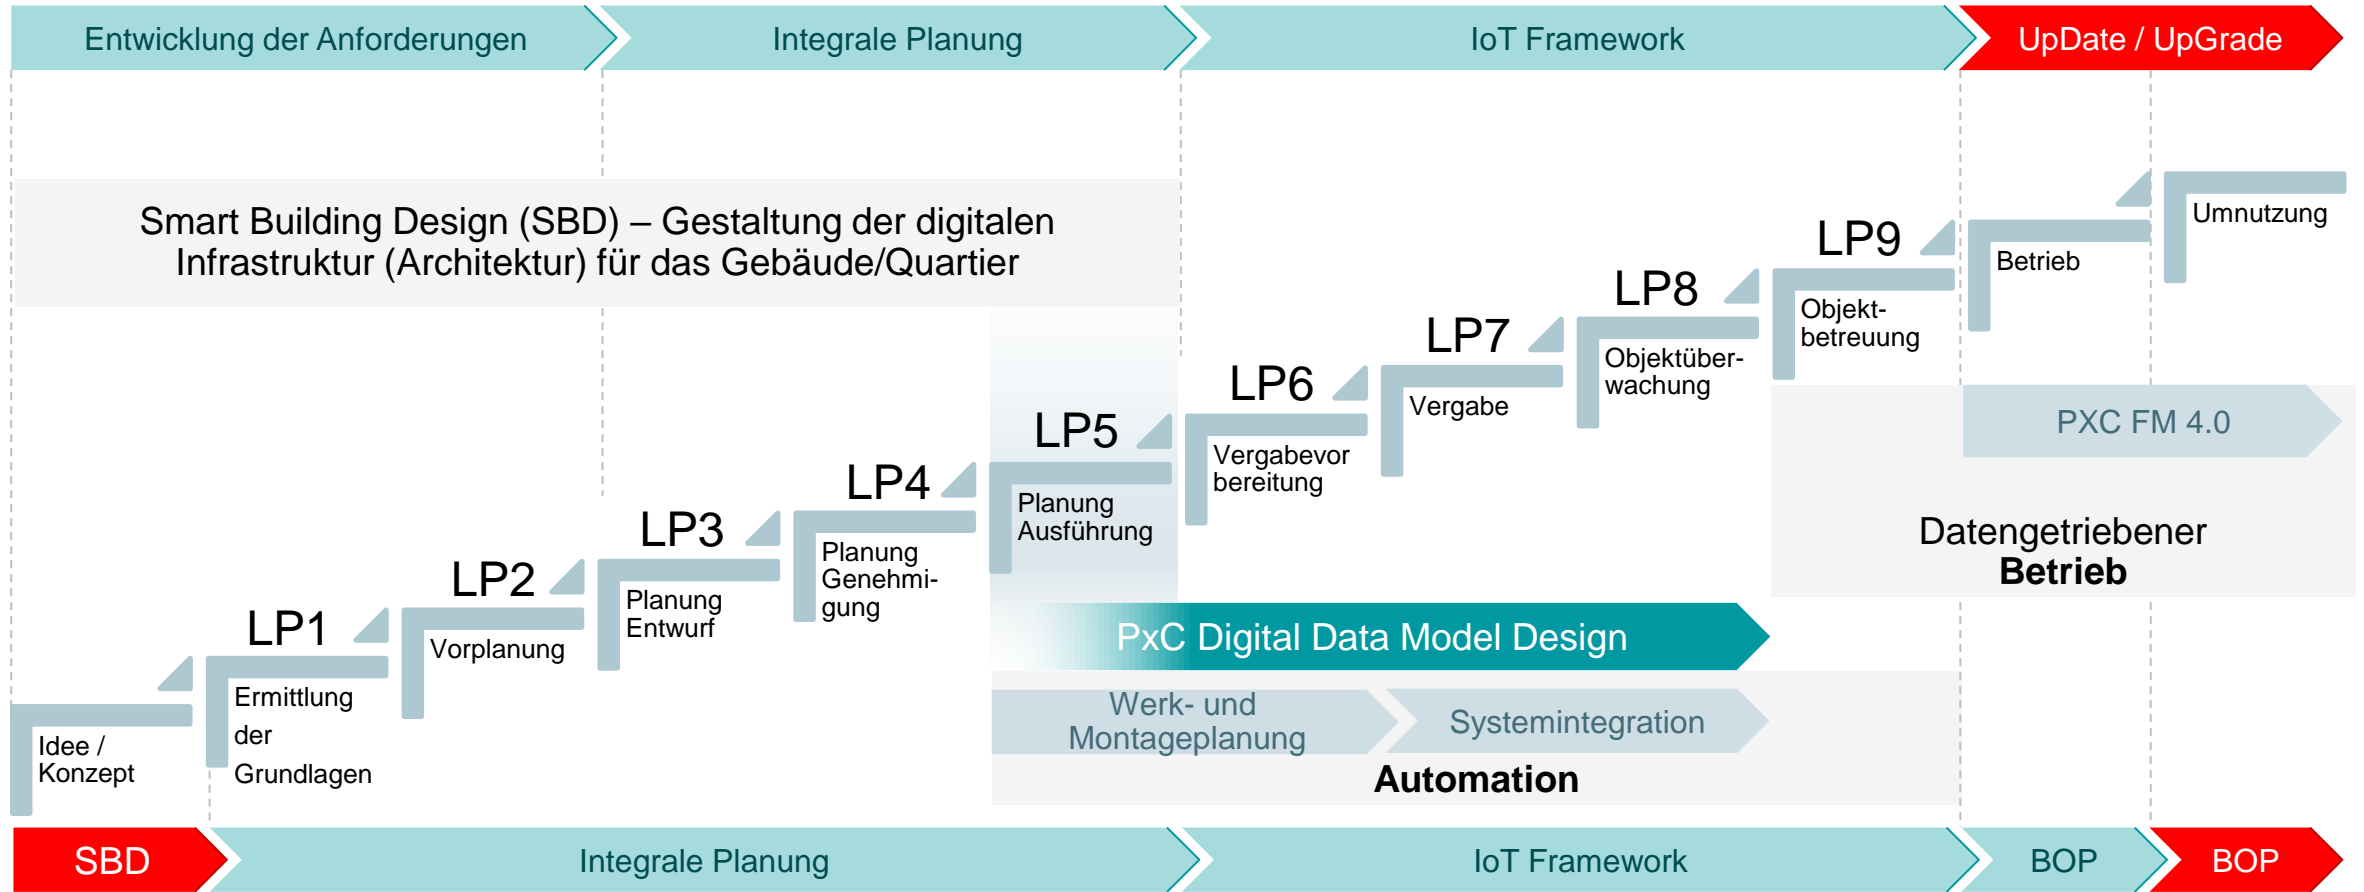 Entwicklung der Anforderungen
Integrale Planung
IoT Framework
UpDate / UpGrade
Smart Building Design (SBD) – Gestaltung der digitalen
Infrastruktur (Architektur) für das Gebäude/Quartier
Idee /
Konzept
LP1
Ermittlung
der
Grundlagen
LP2
Vorplanung
LP3
Planung
Entwurf
LP4
Planung
Genehmi-
gung
LP5
Planung
Ausführung
LP6
Vergabevor
bereitung
LP7
Vergabe
LP8
Objektüber-
wachung
LP9
Objekt-
betreuung
Betrieb
Umnutzung
PXC FM 4.0
Datengetriebener
Betrieb
PxC Digital Data Model Design
Werk- und
Montageplanung
Systemintegration
Automation
SBD
Integrale Planung
IoT Framework
BOP
BOP